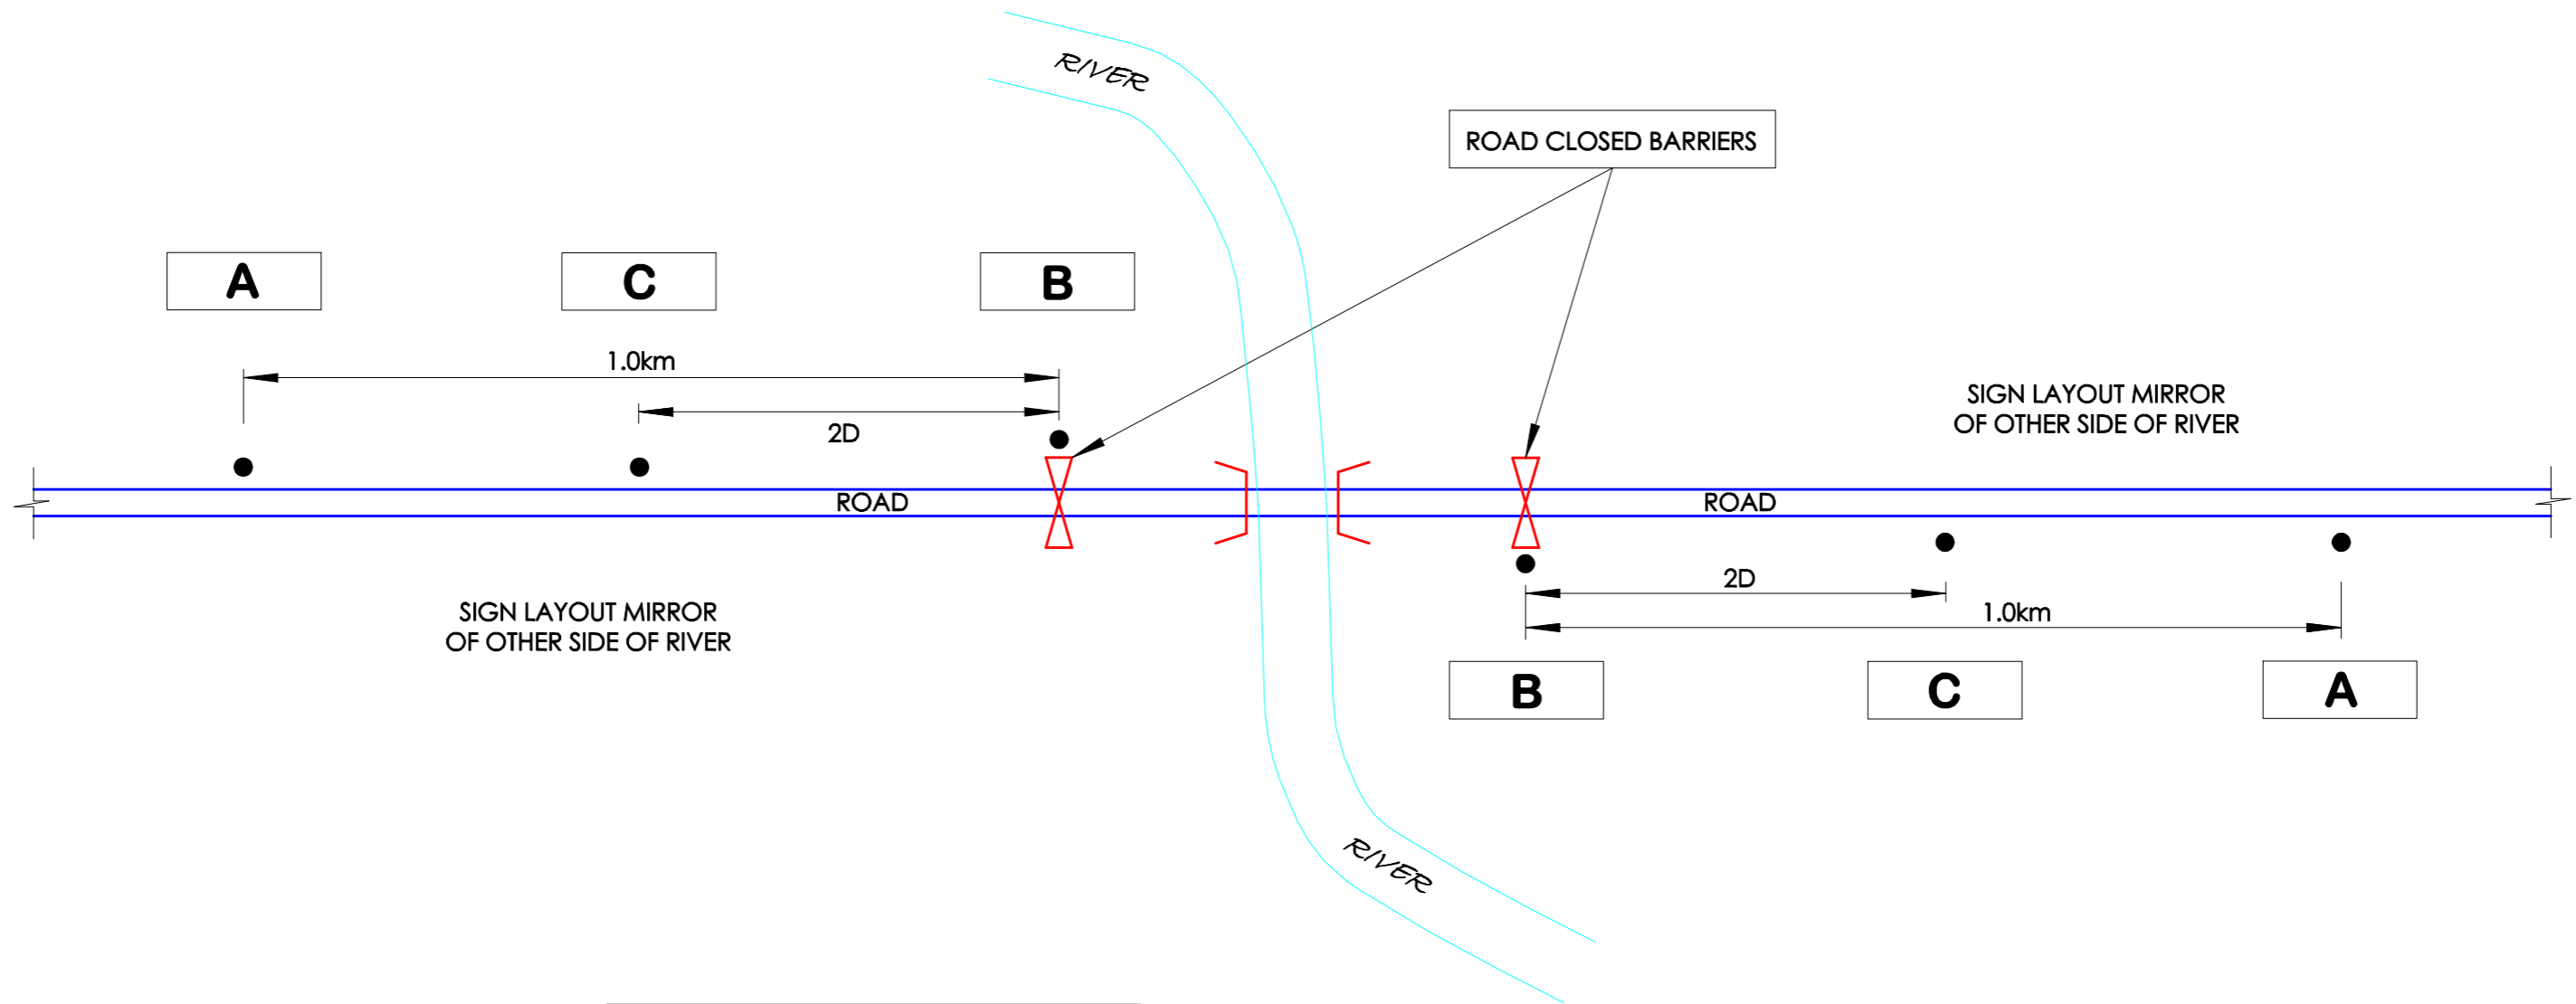 RIVER
ROAD CLOSED BARRIERS
A
C
B
1.0km
2D
SIGN LAYOUT MIRROR
OF OTHER SIDE OF RIVER
ROAD
ROAD
2D
1.0km
SIGN LAYOUT MIRROR
OF OTHER SIDE OF RIVER
B
C
A
RIVER